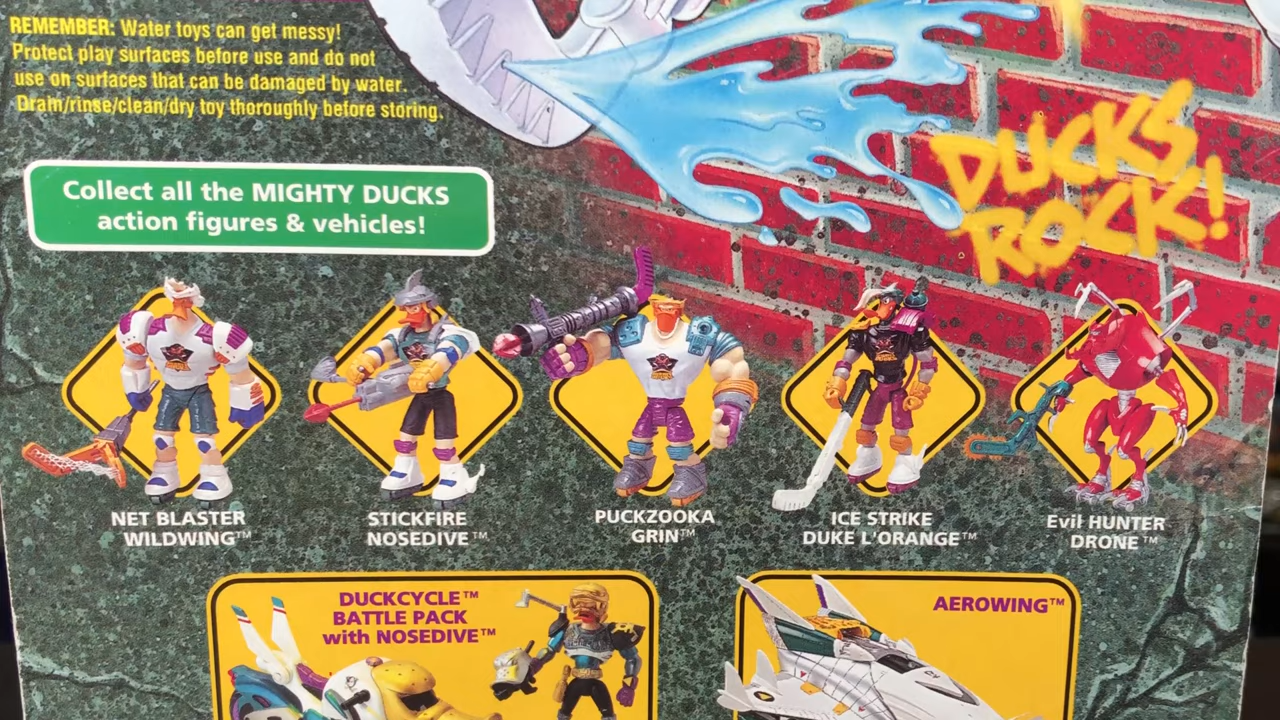 REMEMBER: Water toys can get messy!
Protect play surfaces before use and do not
use on surfaces that can be damaged by water.
Drain/rinse/clean/dry toy thoroughly before storing.
DUCKS
ROCK!
Collect all the MIGHTY DUCKS
action figures & vehicles!
NET BLASTER
WILDWING™
STICKFIRE
NOSEDIVE™
PUCKZOOKA
GRIN™
ICE STRIKE
DUKE L'ORANGE™
Evil HUNTER
DRONE™
DUCKCYCLE™
BATTLE PACK
with NOSEDIVE™
AEROWING™